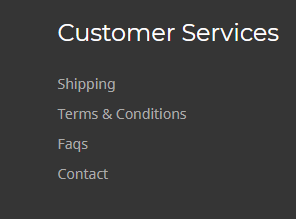 Customer Services
Shipping
Terms & Conditions
Faqs
Contact